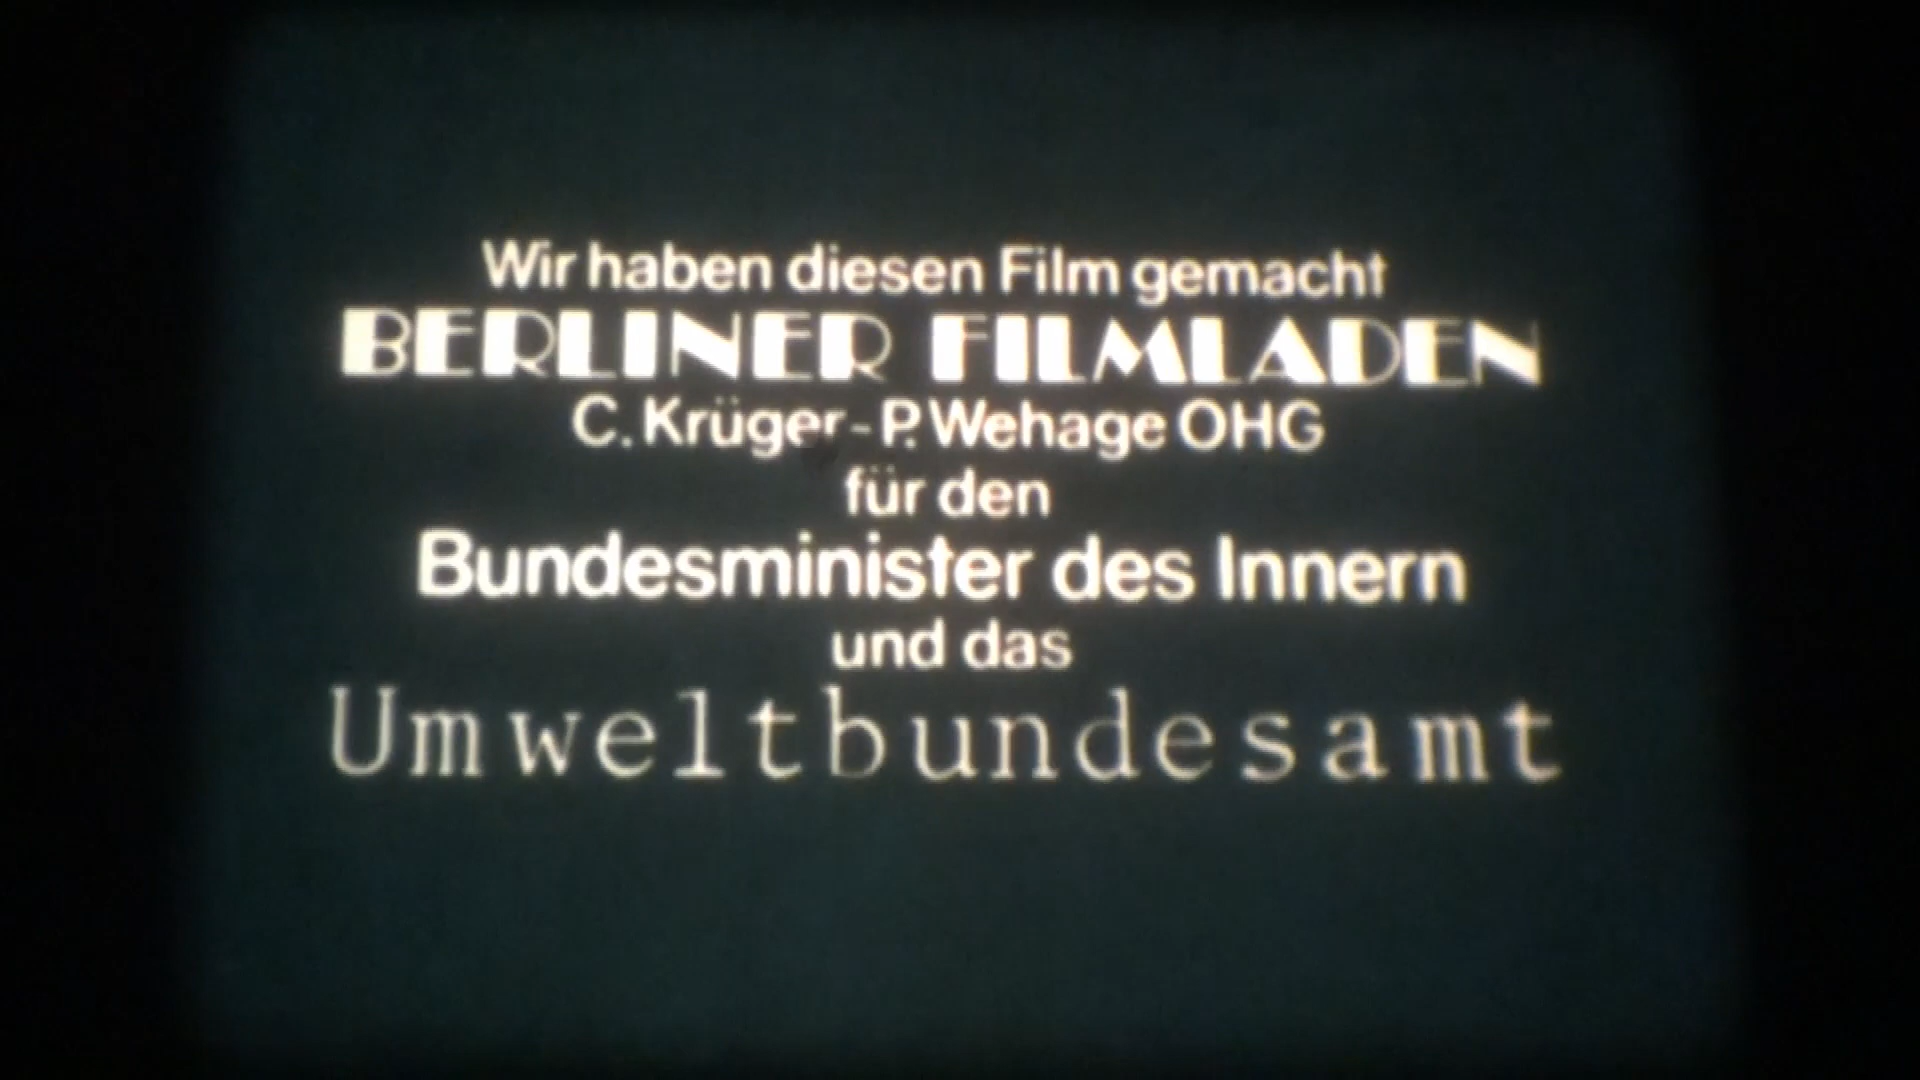 Wir haben diesen Film gemacht
BERLINER FILMLADEN
C. Krüger - P. Wehage OHG
für den
Bundesminister des Innern
und das
Umweltbundesamt